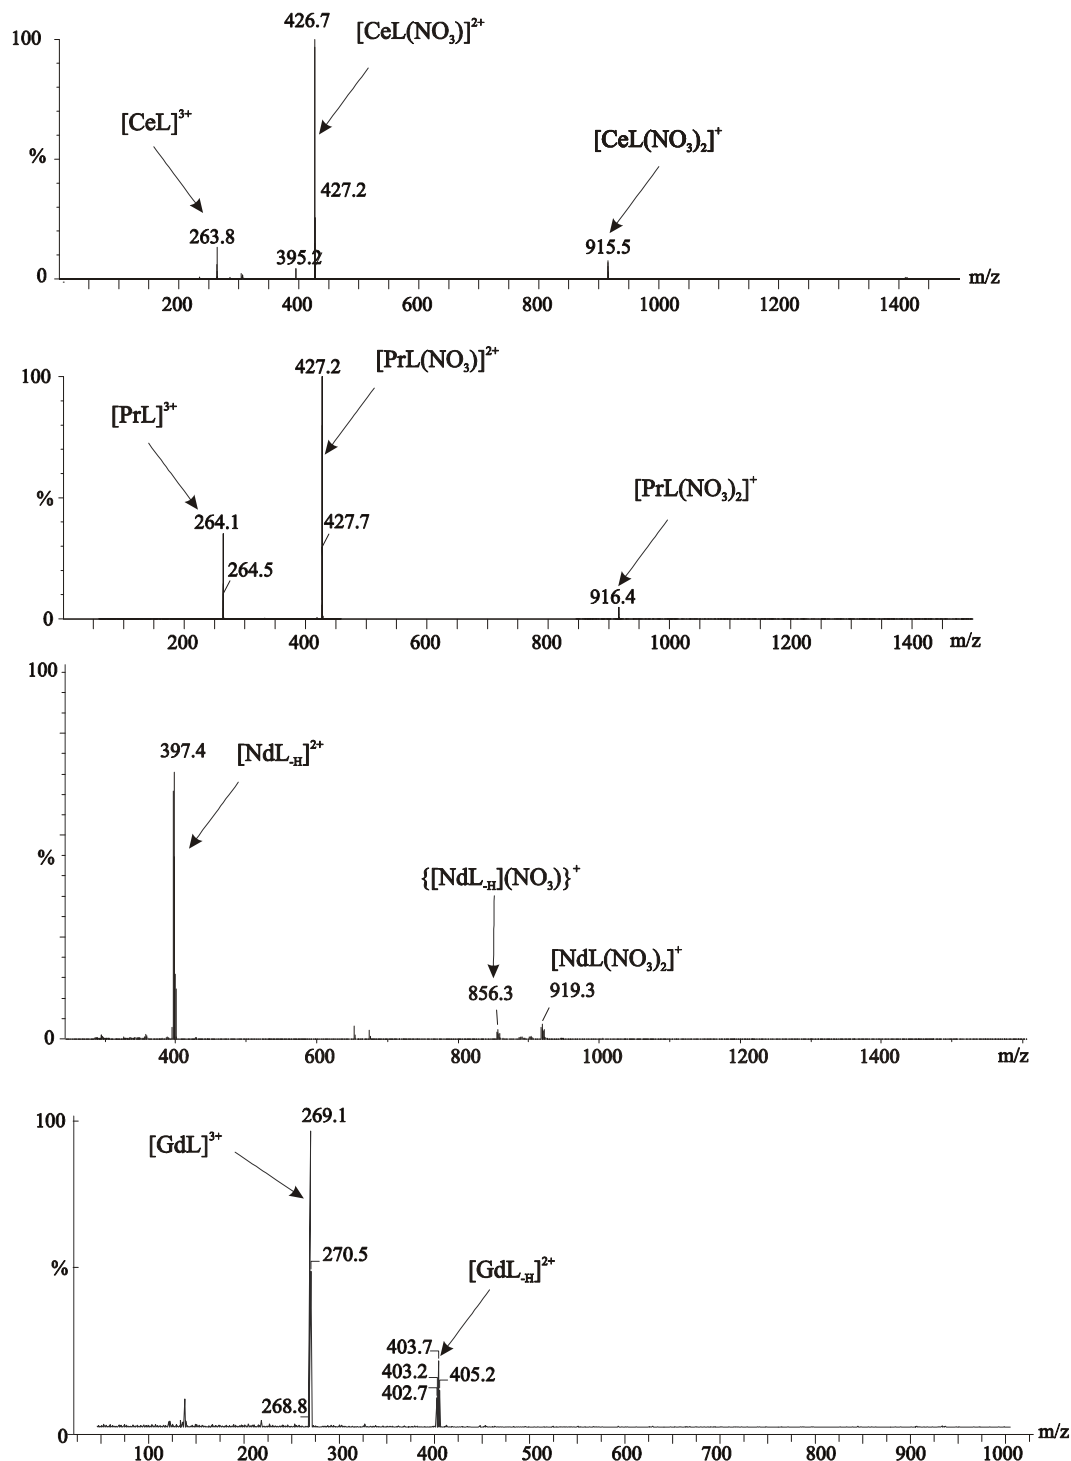 426.7
100
[CeL(NO₃)]²⁺
[CeL]³⁺
[CeL(NO₃)₂]⁺
%
427.2
263.8
915.5
395.2
0
m/z
200 400 600 800 1000 1200 1400
427.2
[PrL(NO₃)]²⁺
100
[PrL]³⁺
[PrL(NO₃)₂]⁺
%
264.1
427.7
264.5
916.4
0
200 400 600 800 1000 1200 1400 m/z
100
397.4
[NdL₋H]²⁺
%
{[NdL₋H](NO₃)}⁺
[NdL(NO₃)₂]⁺
856.3
919.3
0
400 600 800 1000 1200 1400 m/z
269.1
100
[GdL]³⁺
270.5
%
[GdL₋H]²⁺
403.7
403.2
405.2
402.7
268.8
0
m/z
100 200 300 400 500 600 700 800 900 1000